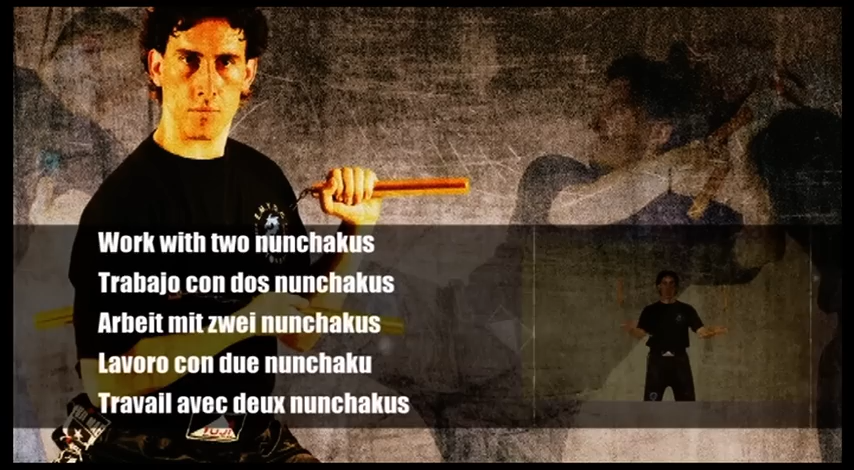 Work with two nunchakus
Trabajo con dos nunchakus
Arbeit mit zwei nunchakus
Lavoro con due nunchaku
Travail avec deux nunchakus